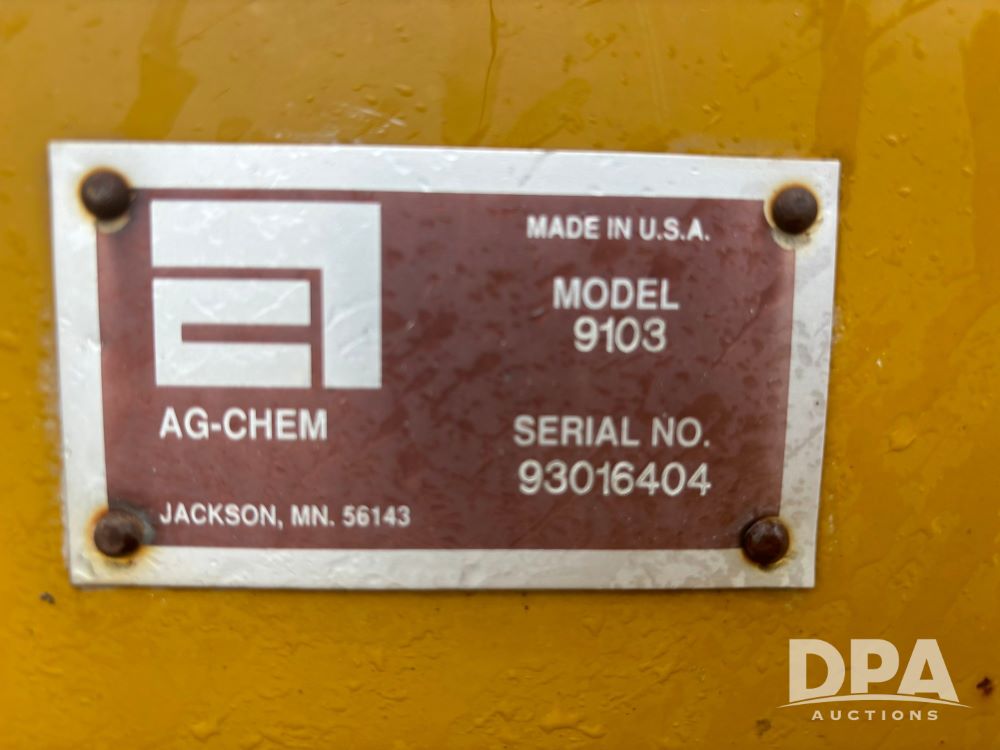 MADE IN U.S.A.
MODEL
9103
AG-CHEM
SERIAL NO.
93016404
JACKSON, MN. 56143
DPA
AUCTIONS